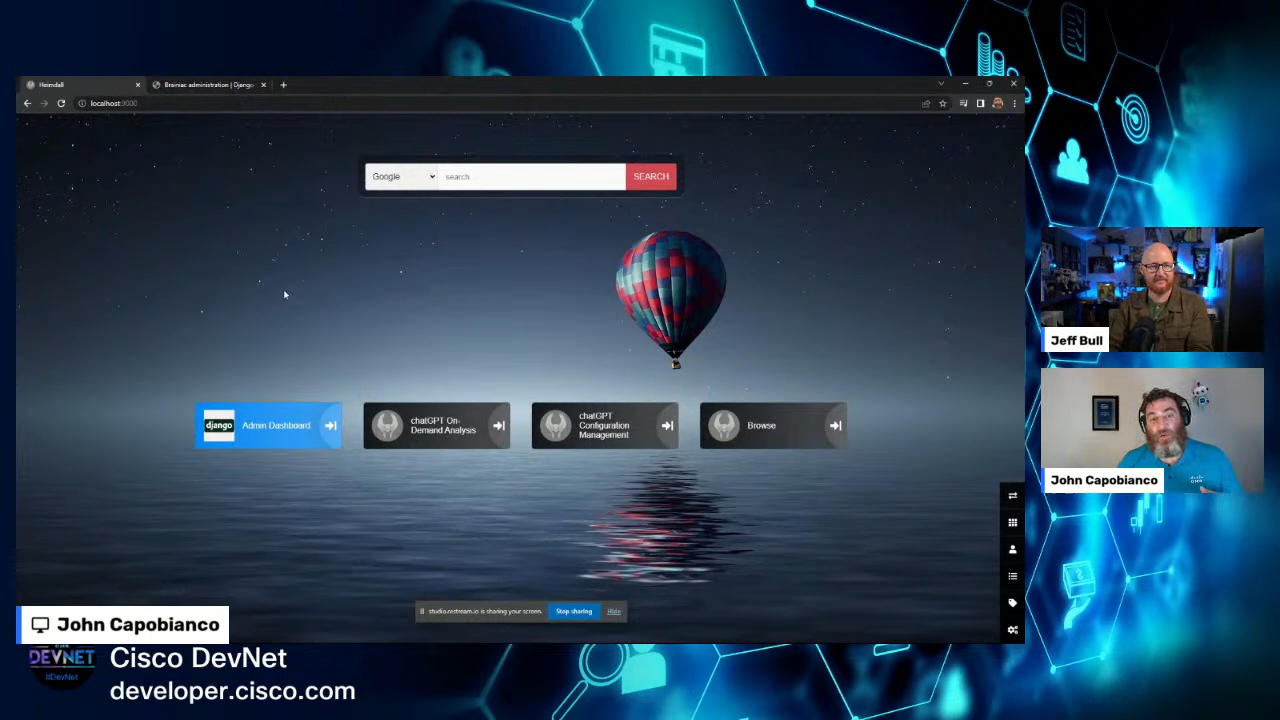 Heimdall
Brainiac administration | Django
localhost:9000
Google
search...
SEARCH
django
Admin Dashboard
chatGPT On-
Demand Analysis
chatGPT
Configuration
Management
Browse
Jeff Bull
John Capobianco
studio.restream.io is sharing your screen.
Stop sharing
Hide
John Capobianco
DEVNET
#DevNet
Cisco DevNet
developer.cisco.com